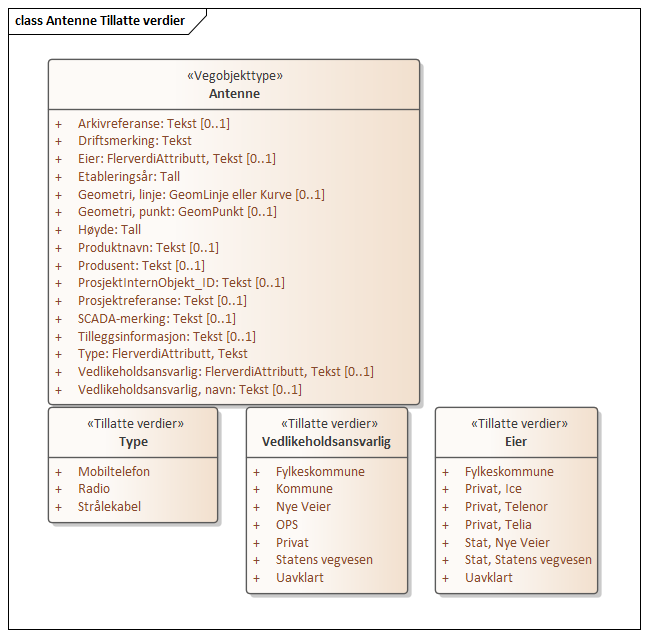 class Antenne Tillatte verdier
«Vegobjekttype»
Antenne
+ Arkivreferanse: Tekst [0..1]
+ Driftsmerking: Tekst
+ Eier: FlerverdiAttributt, Tekst [0..1]
+ Etableringsår: Tall
+ Geometri, linje: GeomLinje eller Kurve [0..1]
+ Geometri, punkt: GeomPunkt [0..1]
+ Høyde: Tall
+ Produktnavn: Tekst [0..1]
+ Produsent: Tekst [0..1]
+ ProsjektInternObjekt_ID: Tekst [0..1]
+ Prosjektreferanse: Tekst [0..1]
+ SCADA-merking: Tekst [0..1]
+ Tilleggsinformasjon: Tekst [0..1]
+ Type: FlerverdiAttributt, Tekst
+ Vedlikeholdsansvarlig: FlerverdiAttributt, Tekst [0..1]
+ Vedlikeholdsansvarlig, navn: Tekst [0..1]
«Tillatte verdier»
Type
+ Mobiltelefon
+ Radio
+ Strålekabel
«Tillatte verdier»
Vedlikeholdsansvarlig
+ Fylkeskommune
+ Kommune
+ Nye Veier
+ OPS
+ Privat
+ Statens vegvesen
+ Uavklart
«Tillatte verdier»
Eier
+ Fylkeskommune
+ Privat, Ice
+ Privat, Telenor
+ Privat, Telia
+ Stat, Nye Veier
+ Stat, Statens vegvesen
+ Uavklart